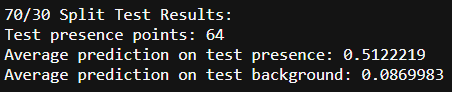 70/30 Split Test Results:
Test presence points: 64
Average prediction on test presence: 0.5122219
Average prediction on test background: 0.0869983